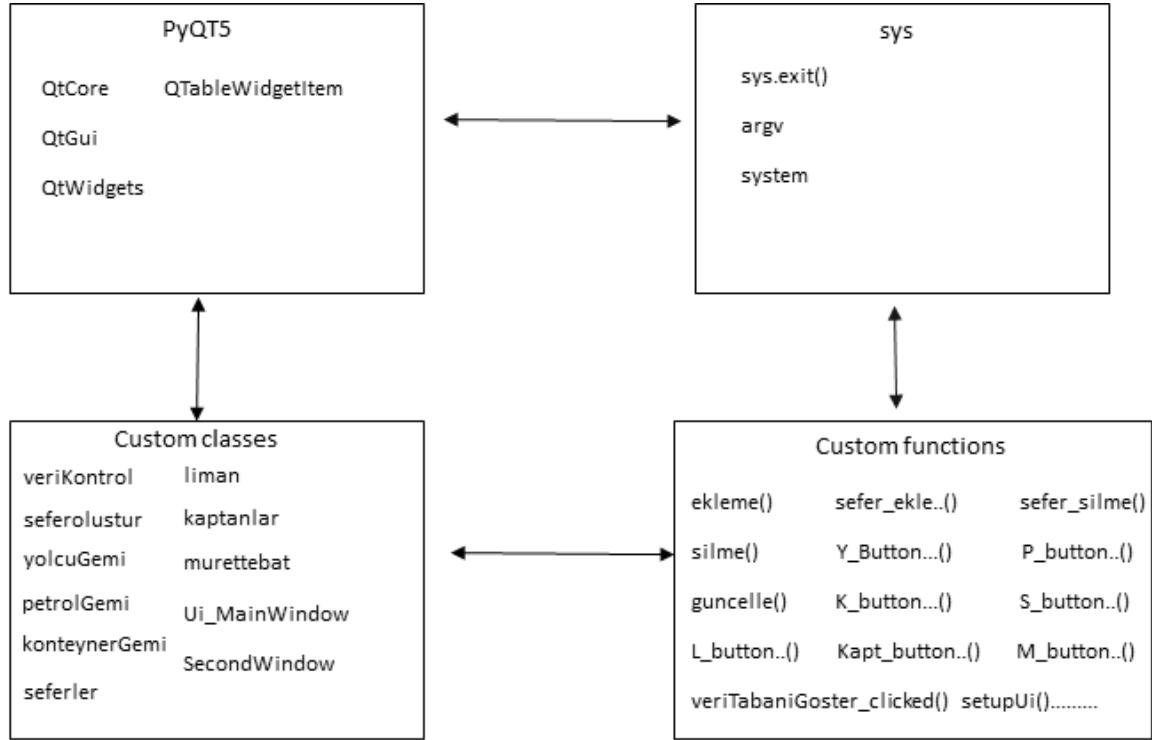 PyQT5
QtCore QTableWidgetItem
QtGui
QtWidgets
sys
sys.exit()
argv
system
Custom classes
veriKontrol liman
seferolustur kaptanlar
yolcuGemi murettebat
petrolGemi Ui_MainWindow
konteynerGemi SecondWindow
seferler
Custom functions
ekleme() sefer_ekle..() sefer_silme()
silme() Y_Button...() P_button..()
guncelle() K_button...() S_button..()
L_button..() Kapt_button..() M_button..()
veriTabaniGoster_clicked() setupUi().........